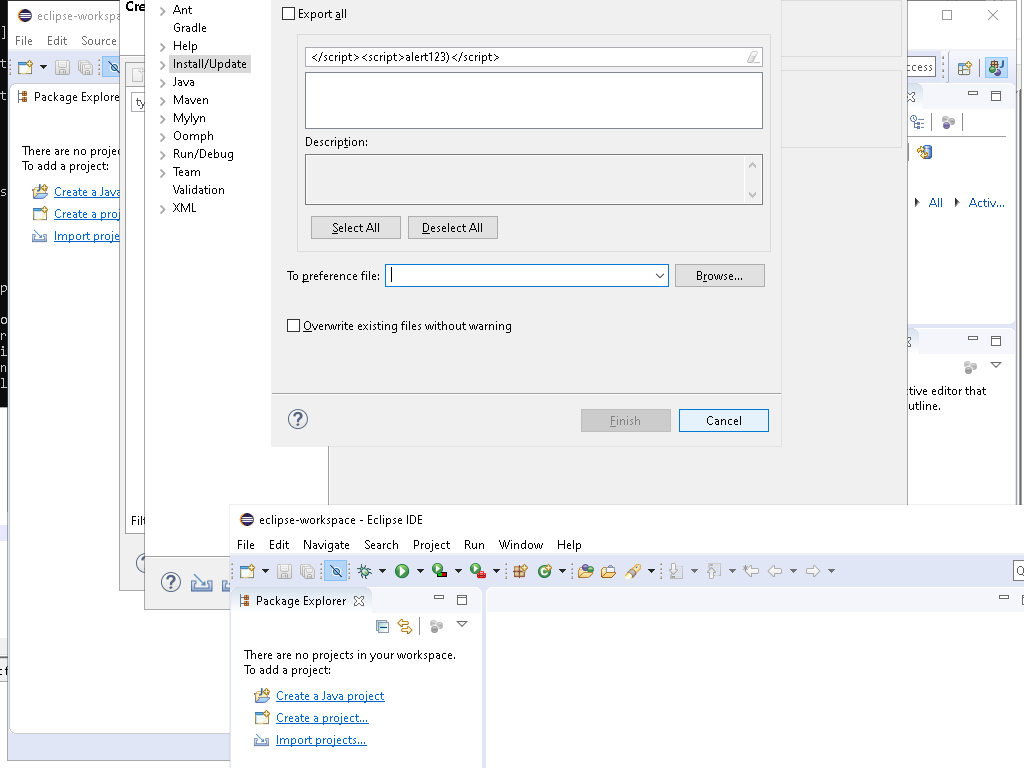 eclipse-workspa
File Edit Source
Package Explore
There are no projec
To add a project:
Create a Java
Create a proj
Import proje
Cre
ty
Filt
Ant
Gradle
Help
Install/Update
Java
Maven
Mylyn
Oomph
Run/Debug
Team
Validation
XML
Export all
</script><script>alert123)</script>
Description:
Select All Deselect All
To preference file: Browse...
Overwrite existing files without warning
Finish Cancel
ccess
All Activ...
ctive editor that
utline.
eclipse-workspace - Eclipse IDE
File Edit Navigate Search Project Run Window Help
Q
Package Explorer
There are no projects in your workspace.
To add a project:
Create a Java project
Create a project...
Import projects...